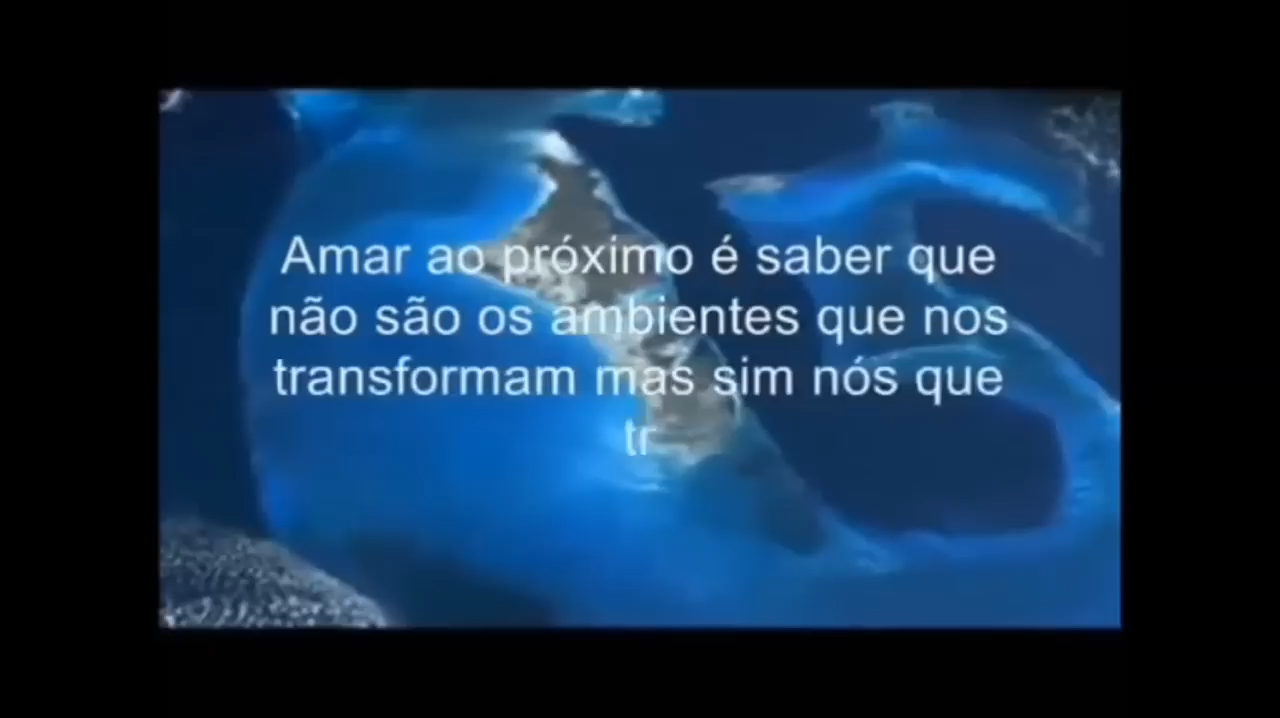 Amar ao próximo é saber que
não são os ambientes que nos
transformam mas sim nós que
tr